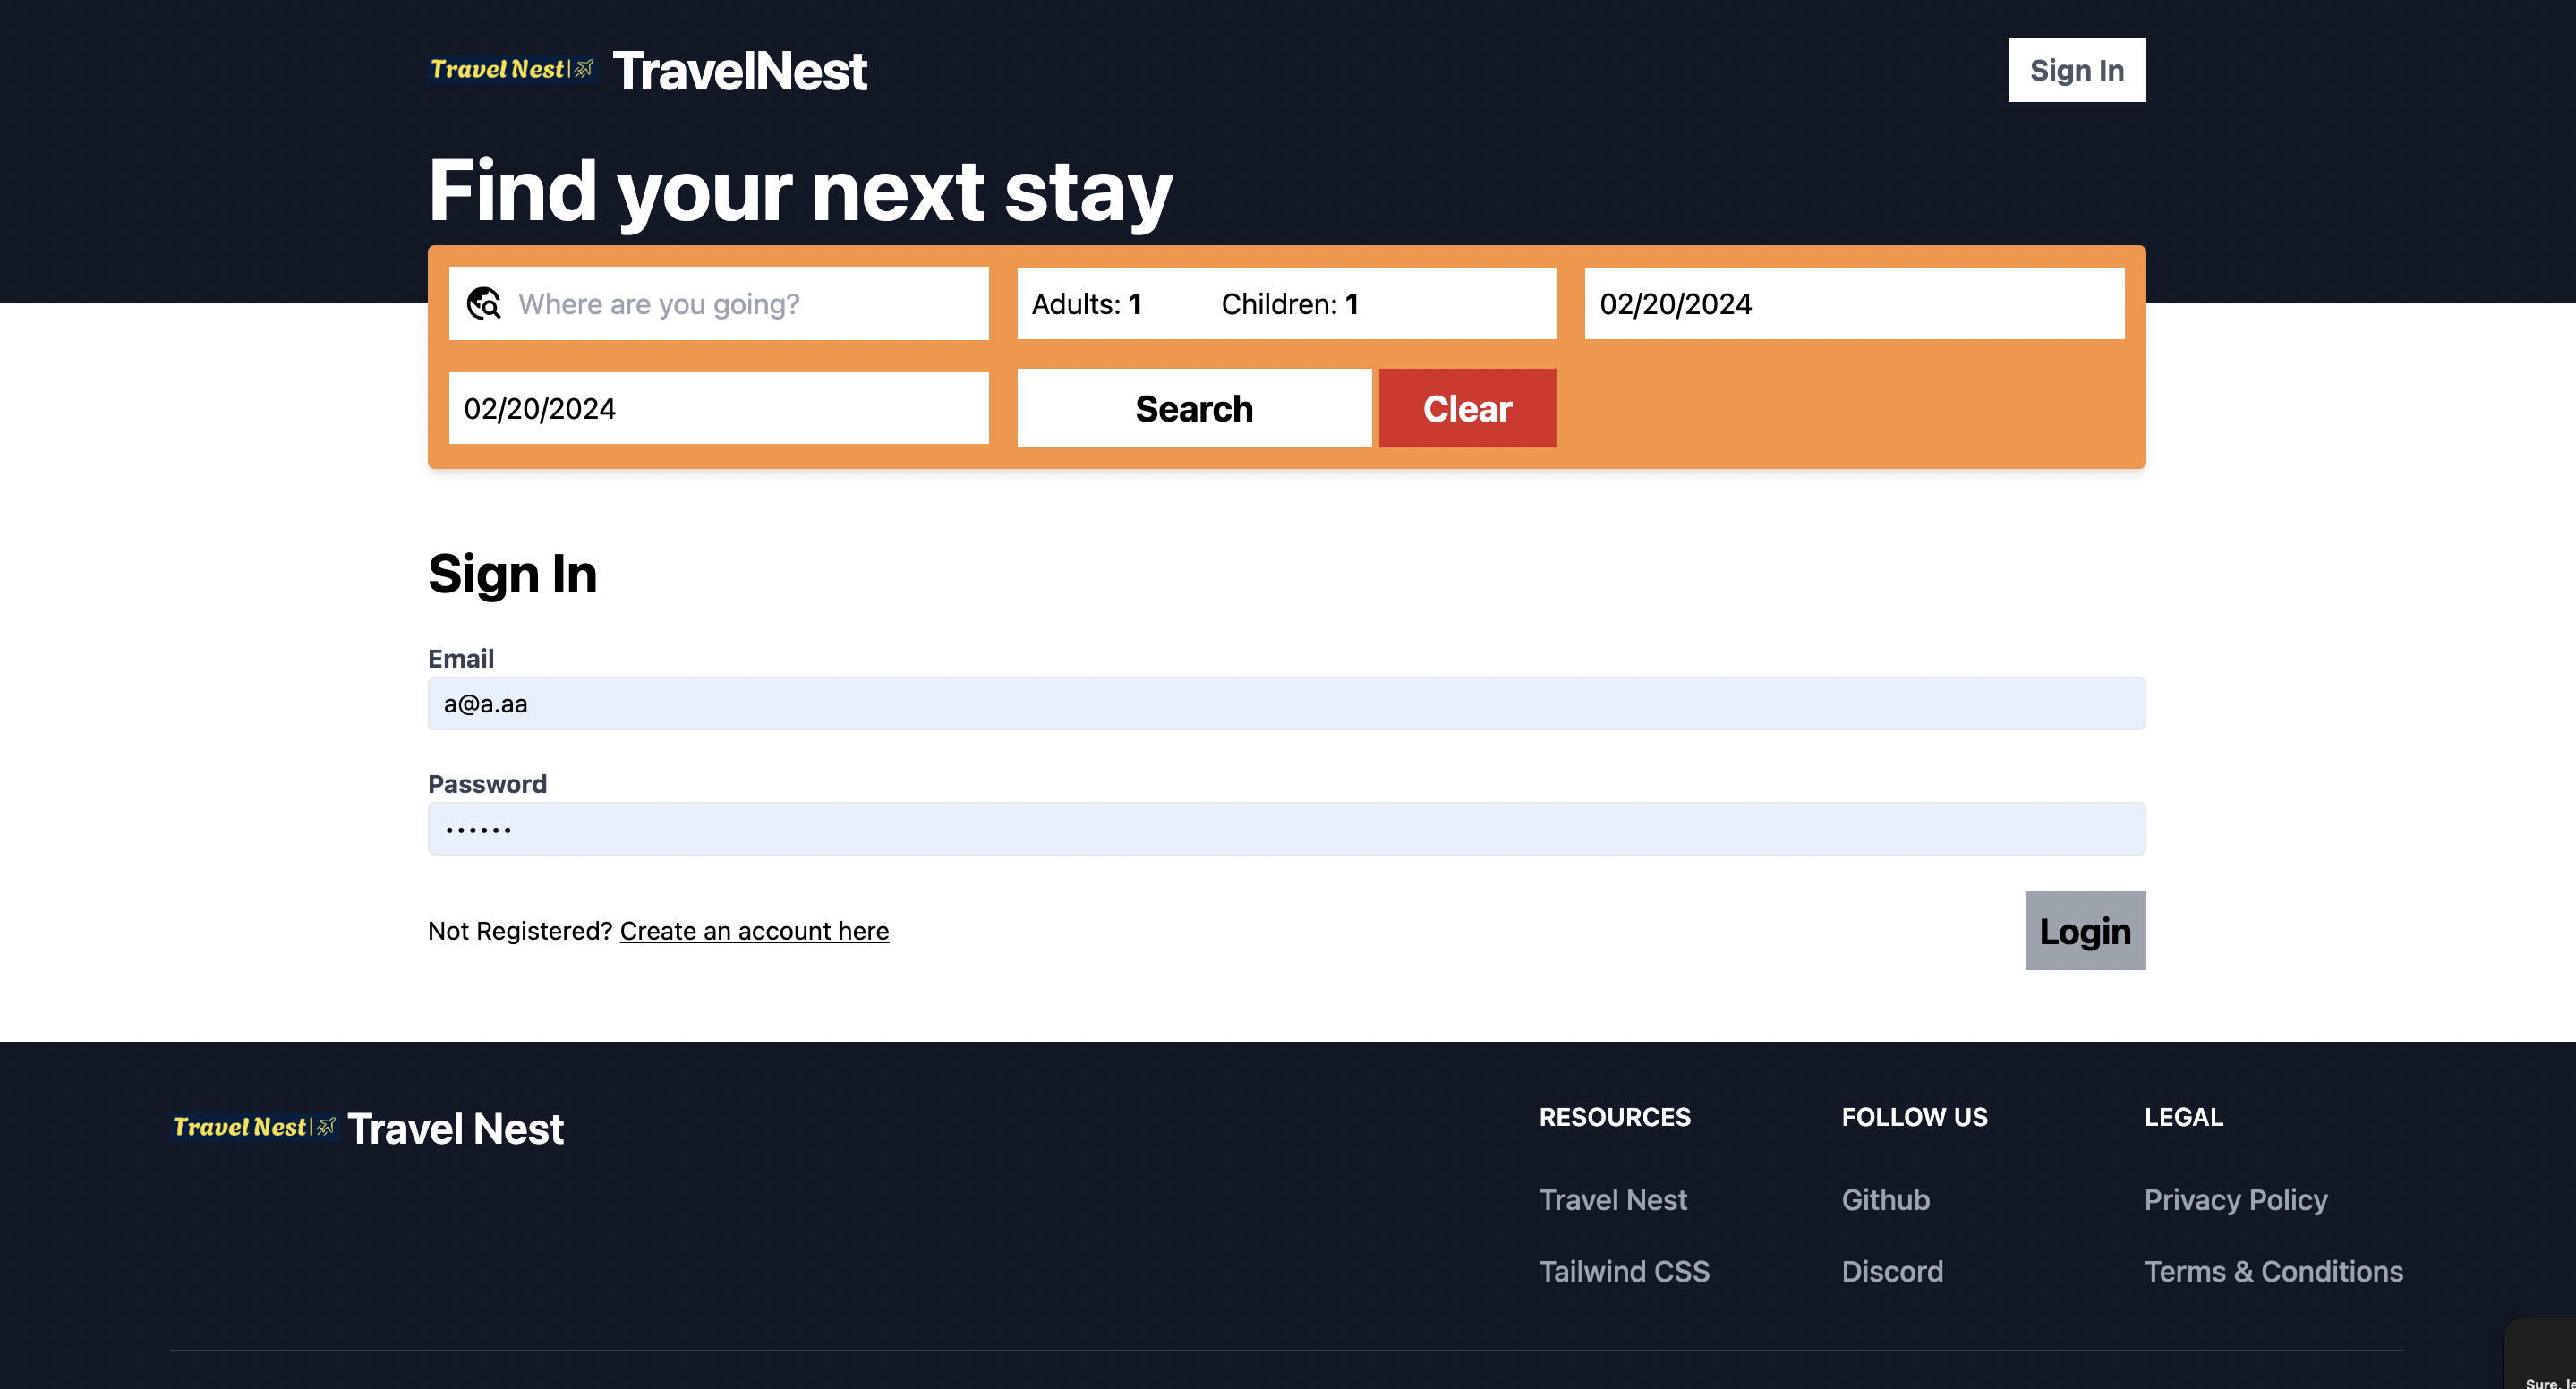 Travel Nest TravelNest
Sign In
Find your next stay
Where are you going?
Adults: 1 Children: 1
02/20/2024
02/20/2024
Search
Clear
Sign In
Email
a@a.aa
Password
Not Registered? Create an account here
Login
Travel Nest Travel Nest
RESOURCES
Travel Nest
Tailwind CSS
FOLLOW US
Github
Discord
LEGAL
Privacy Policy
Terms & Conditions
Sure,